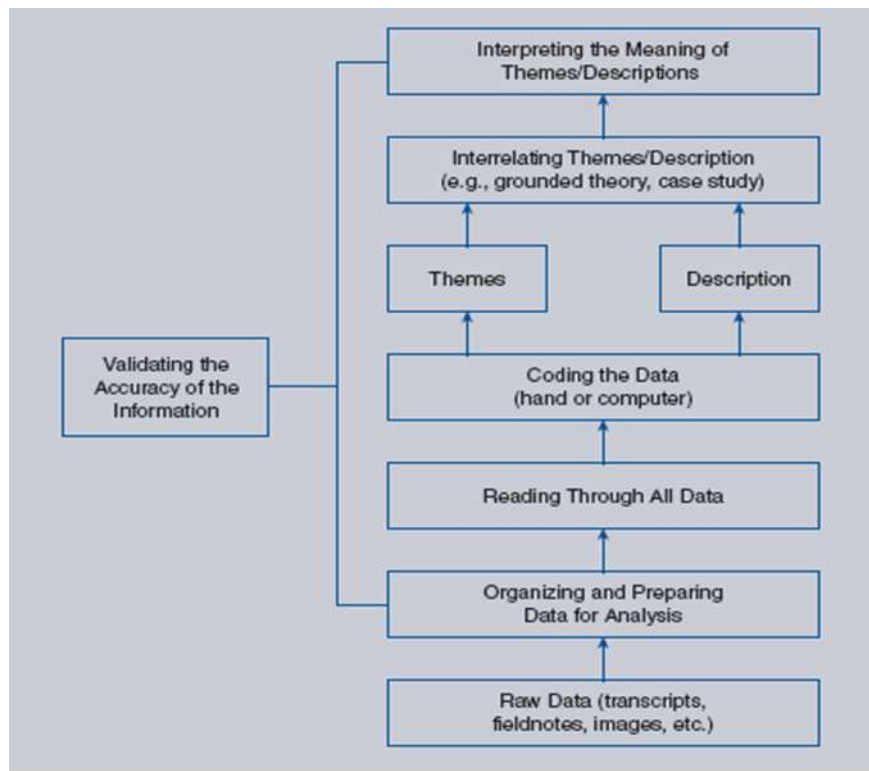 Interpreting the Meaning of
Themes/Descriptions
Interrelating Themes/Description
(e.g., grounded theory, case study)
Themes
Description
Validating the
Accuracy of the
Information
Coding the Data
(hand or computer)
Reading Through All Data
Organizing and Preparing
Data for Analysis
Raw Data (transcripts,
fieldnotes, images, etc.)